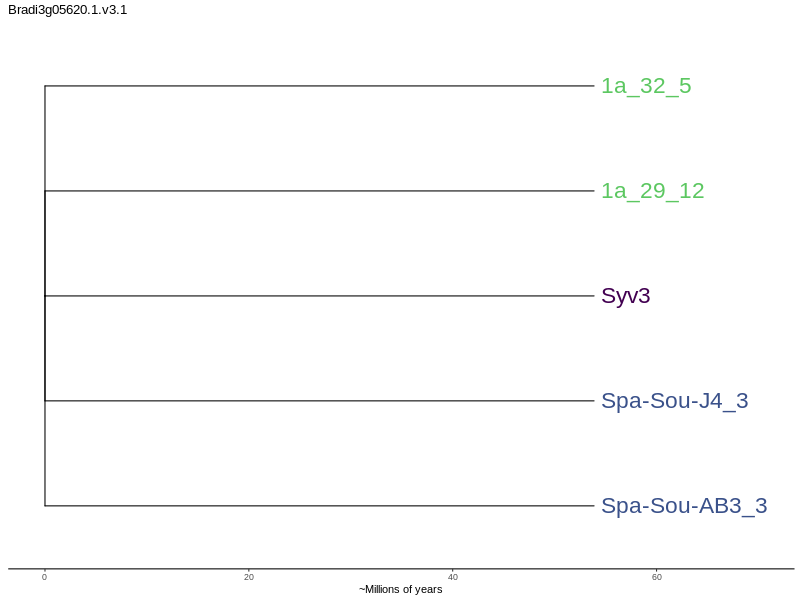 Bradi3g05620.1.v3.1
1a_32_5
1a_29_12
Syv3
Spa-Sou-J4_3
Spa-Sou-AB3_3
0 20 40 60
~Millions of years